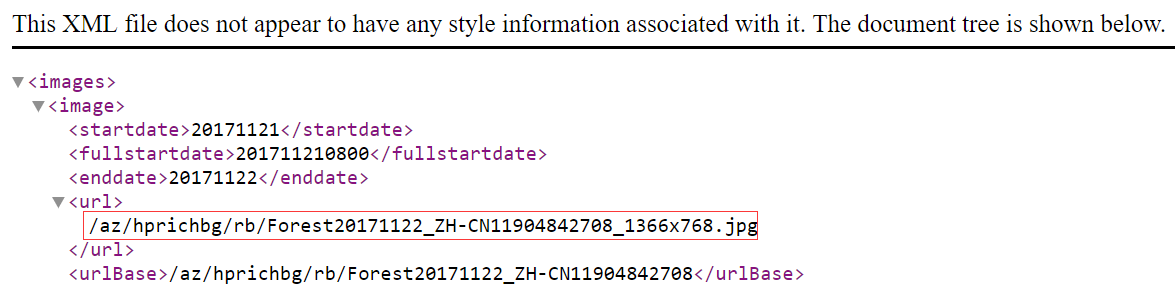 This XML file does not appear to have any style information associated with it. The document tree is shown below.
<images>
<image>
<startdate>20171121</startdate>
<fullstartdate>201711210800</fullstartdate>
<enddate>20171122</enddate>
<url>
/az/hprichbg/rb/Forest20171122_ZH-CN11904842708_1366x768.jpg
</url>
<urlBase>/az/hprichbg/rb/Forest20171122_ZH-CN11904842708</urlBase>